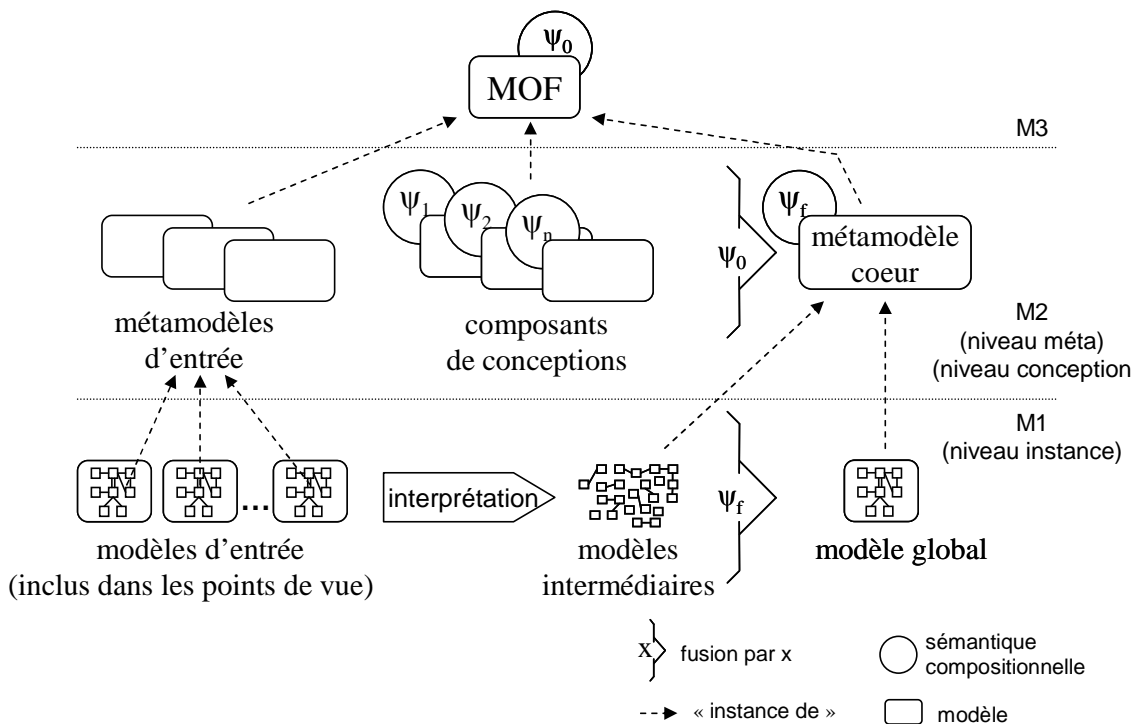 Ψ0
MOF
M3
Ψ1
Ψ2
Ψn
Ψ0
Ψf
métamodèle
coeur
métamodèles
d'entrée
composants
de conceptions
M2
(niveau méta)
(niveau conception
M1
(niveau instance)
...
interprétation
Ψf
modèles d'entrée
(inclus dans les points de vue)
modèles
intermédiaires
modèle global
x
fusion par x
sémantique
compositionnelle
« instance de »
modèle